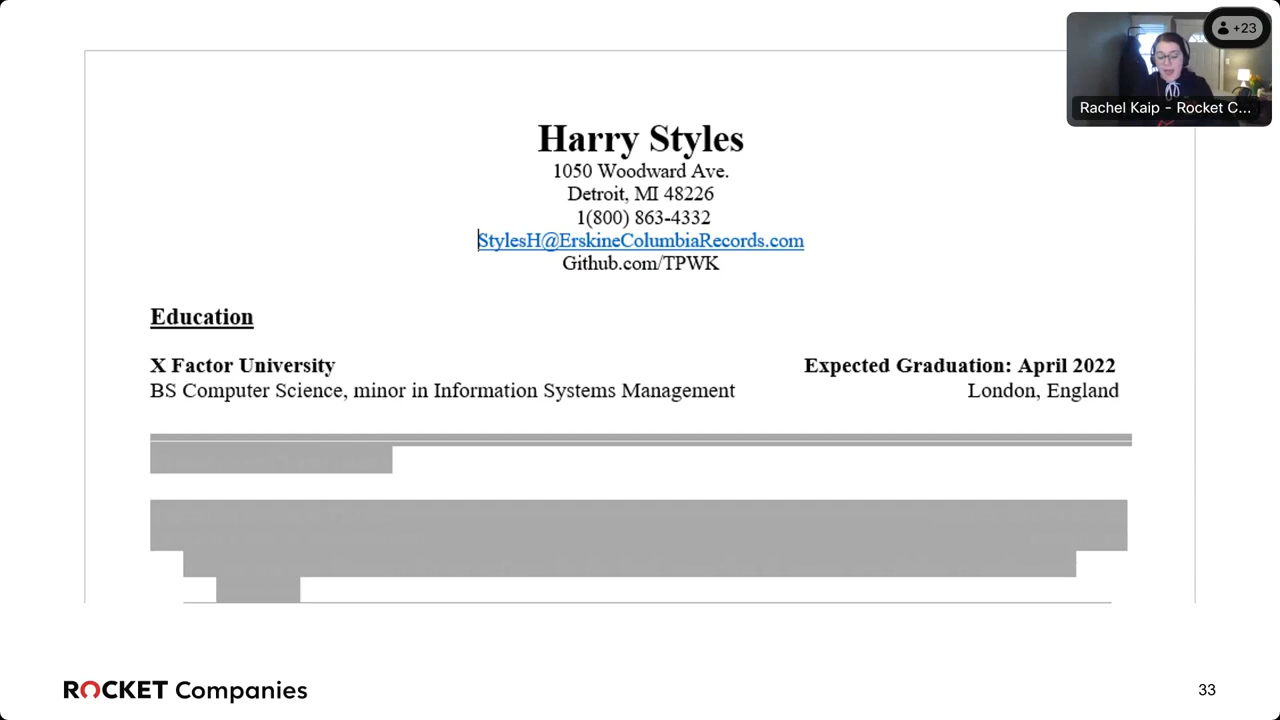 +23
Rachel Kaip - Rocket C...
Harry Styles
1050 Woodward Ave.
Detroit, MI 48226
1(800) 863-4332
StylesH@ErskineColumbiaRecords.com
Github.com/TPWK
Education
X Factor University Expected Graduation: April 2022
BS Computer Science, minor in Information Systems Management London, England
ROCKET Companies
33